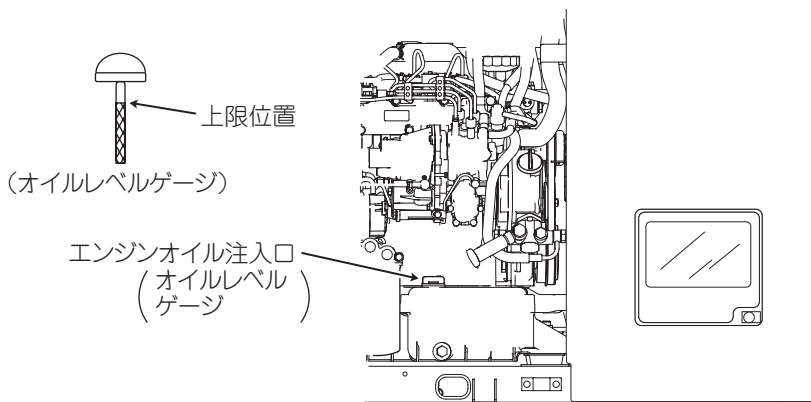 上限位置
（オイルレベルゲージ）
エンジンオイル注入口
（オイルレベル
ゲージ）